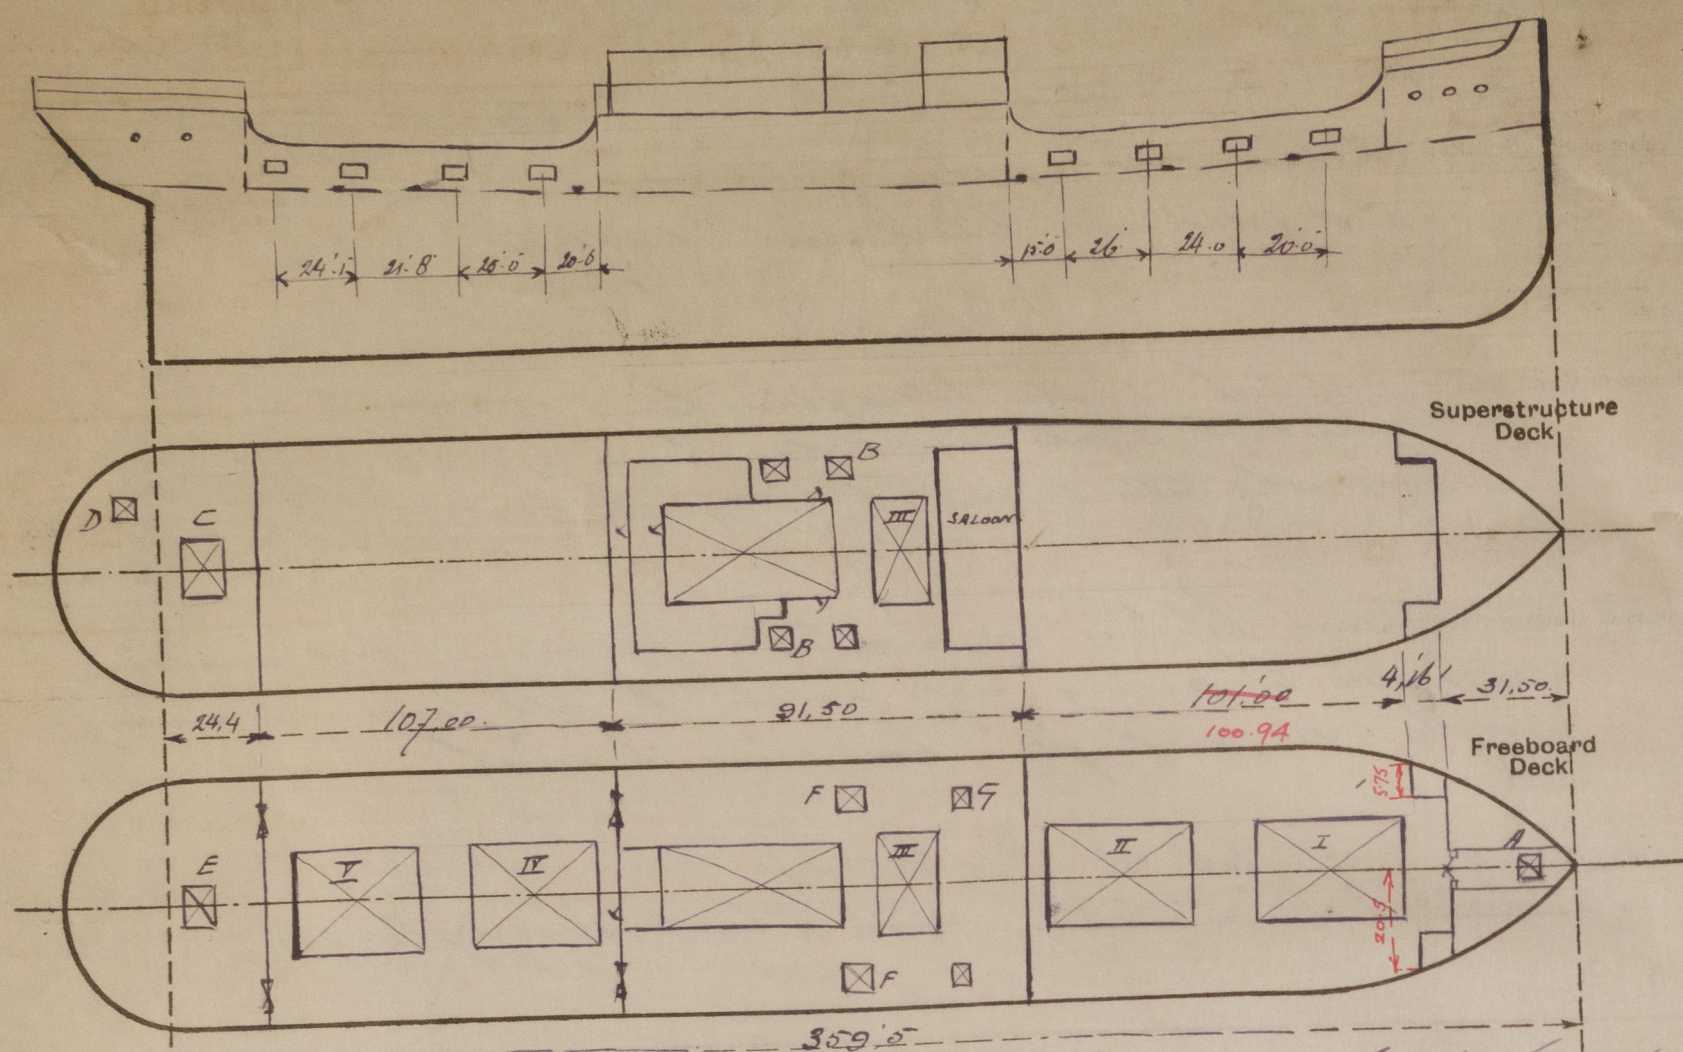 24'.1" 21'.8" 25'.0" 20'.6"
15'.0" 26' 24.0 20'.0"
Superstructure
Deck
B
D C III SALOON
B
24.4 107.00 91,50 101'.00 4,16' 31,50
100.94
Freeboard
Deck
5.75
F G
E V IV III II I A
20.5
F
359'.5